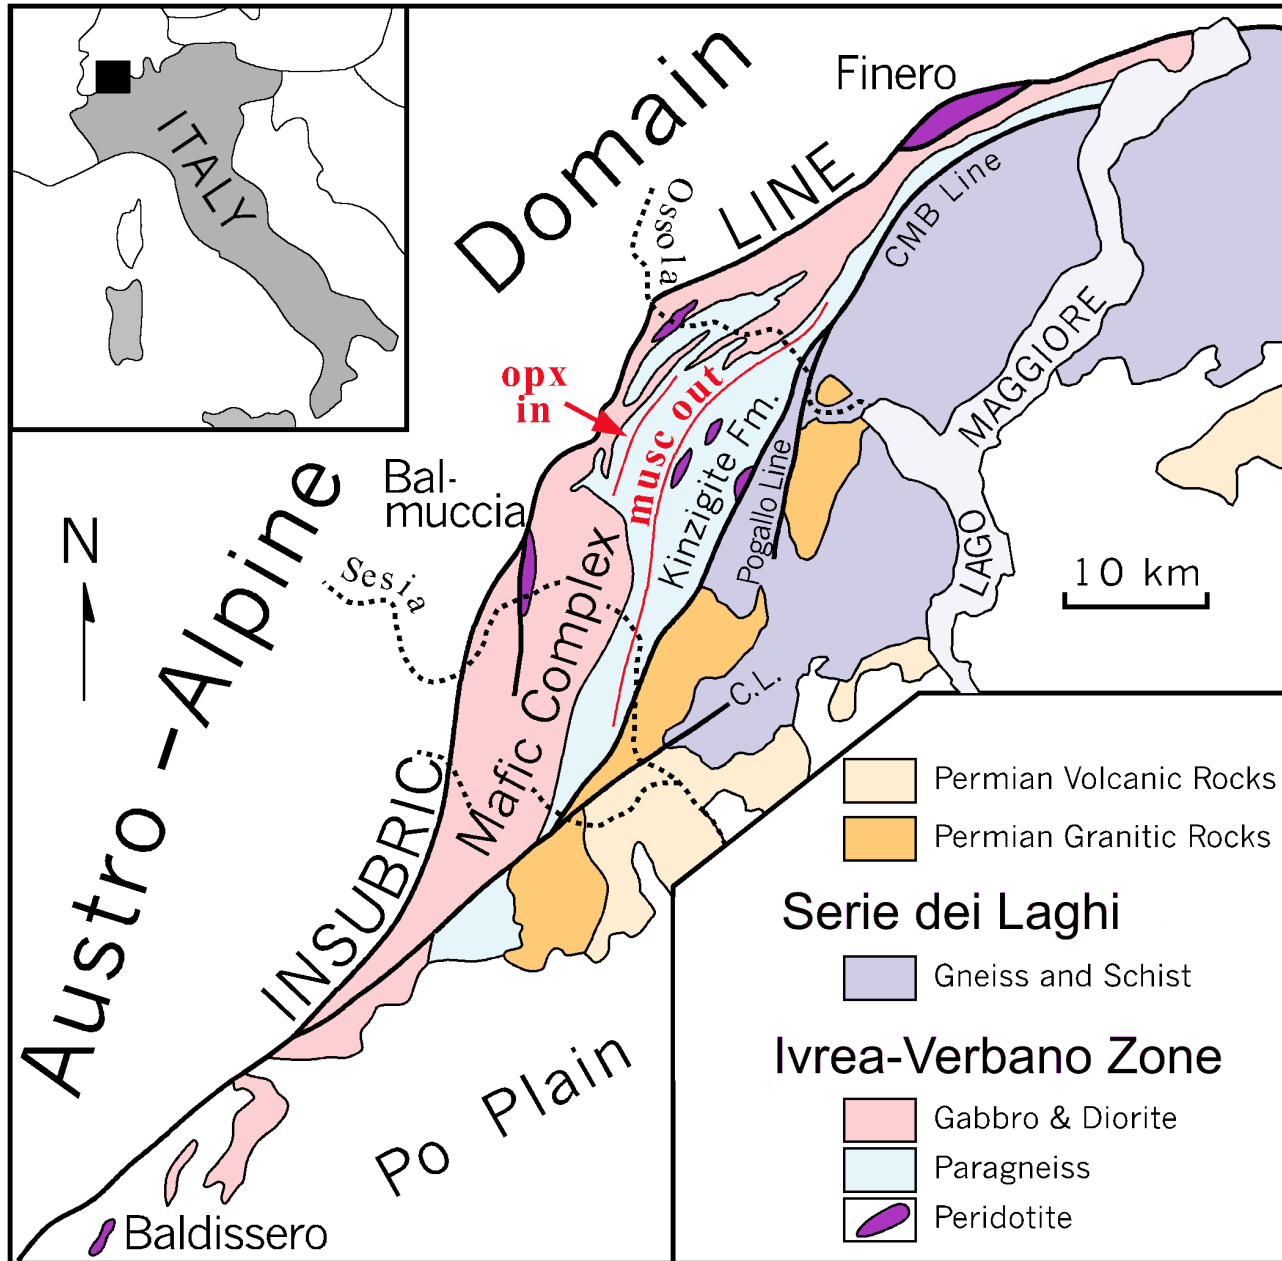 ITALY
Domain
Finero
LINE
Ossola
CMB Line
MAGGIORE
LAGO
opx
in
musc out
Kinzigite Fm.
Pogallo Line
Bal-
muccia
Sesia
N
Austro-Alpine
Mafic Complex
C.L.
10 km
INSUBRIC
Po Plain
Baldissero
Permian Volcanic Rocks
Permian Granitic Rocks
Serie dei Laghi
Gneiss and Schist
Ivrea-Verbano Zone
Gabbro & Diorite
Paragneiss
Peridotite